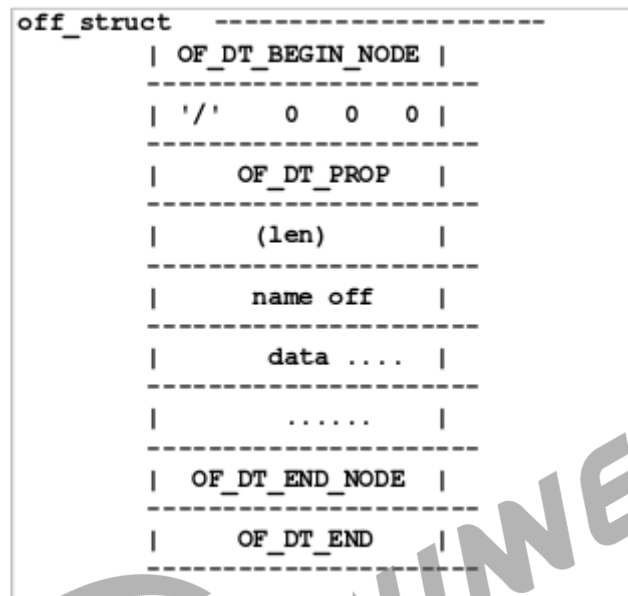 off_struct ----------------------
| OF_DT_BEGIN_NODE |
----------------------
| '/' 0 0 0 |
----------------------
| OF_DT_PROP |
----------------------
| (len) |
----------------------
| name off |
----------------------
| data .... |
----------------------
| ...... |
----------------------
| OF_DT_END_NODE |
----------------------
| OF_DT_END |
----------------------